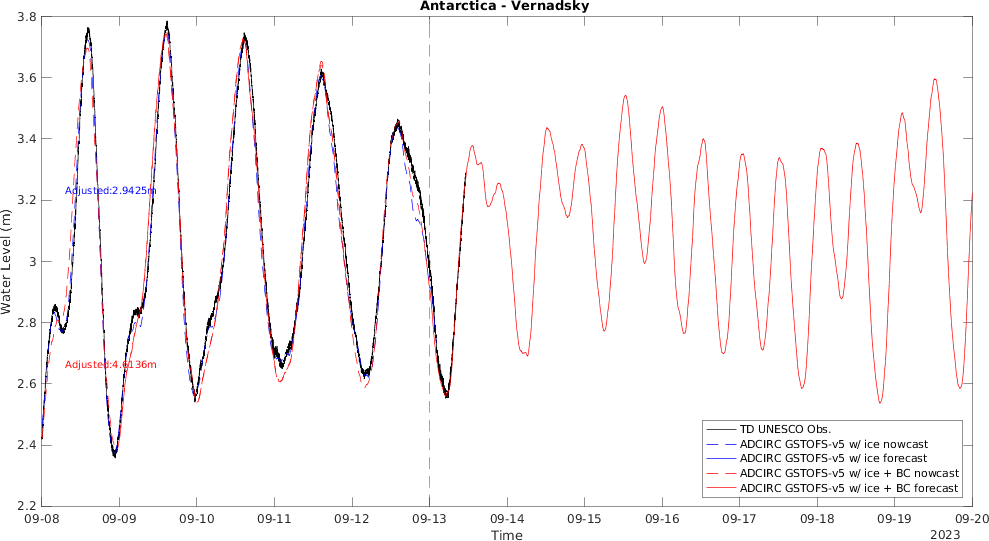 Antarctica - Vernadsky
Water Level (m)
3.8
3.6
3.4
3.2
3
2.8
2.6
2.4
2.2
Adjusted:2.9425m
Adjusted:4.6136m
TD UNESCO Obs.
ADCIRC GSTOFS-v5 w/ ice nowcast
ADCIRC GSTOFS-v5 w/ ice forecast
ADCIRC GSTOFS-v5 w/ ice + BC nowcast
ADCIRC GSTOFS-v5 w/ ice + BC forecast
09-08 09-09 09-10 09-11 09-12 09-13 09-14 09-15 09-16 09-17 09-18 09-19 09-20
Time
2023